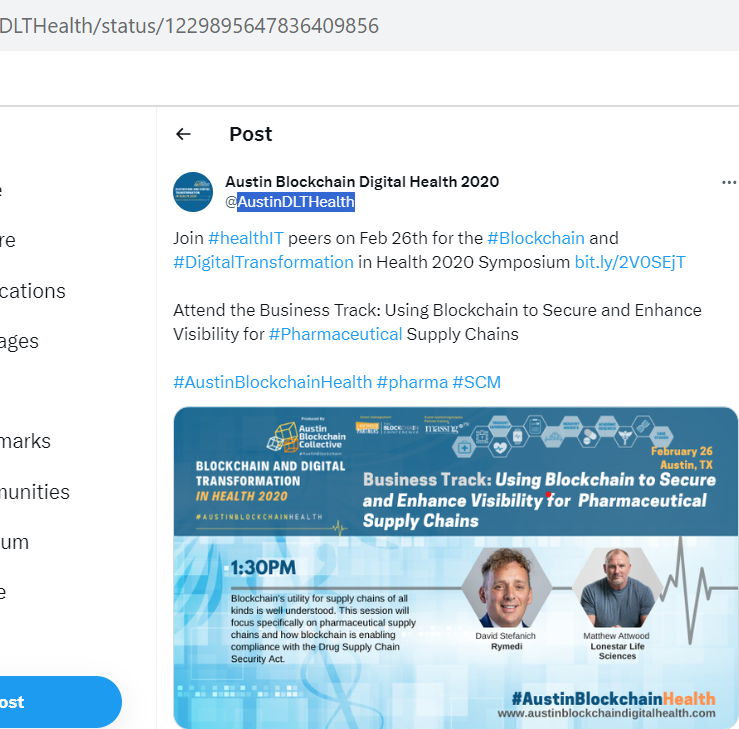 DLTHealth/status/1229895647836409856
Post
Austin Blockchain Digital Health 2020
@AustinDLTHealth
Join #healthIT peers on Feb 26th for the #Blockchain and
#DigitalTransformation in Health 2020 Symposium bit.ly/2V0SEjT
Attend the Business Track: Using Blockchain to Secure and Enhance
Visibility for #Pharmaceutical Supply Chains
#AustinBlockchainHealth #pharma #SCM
e
re
cations
ages
marks
munities
um
e
ost
Produced By
Austin
Blockchain
Collective
#AustinBlockchain
THE
BLOCKCHAIN
CONFERENCE
massive
February 26
Austin, TX
BLOCKCHAIN AND DIGITAL
TRANSFORMATION
IN HEALTH 2020
#AUSTINBLOCKCHAINHEALTH
Business Track: Using Blockchain to Secure
and Enhance Visibility for Pharmaceutical
Supply Chains
1:30PM
Blockchain's utility for supply chains of all
kinds is well understood. This session will
focus specifically on pharmaceutical supply
chains and how blockchain is enabling
compliance with the Drug Supply Chain
Security Act.
David Stefanich
Rymedi
Matthew Attwood
Lonestar Life
Sciences
#AustinBlockchainHealth
www.austinblockchaindigitalhealth.com